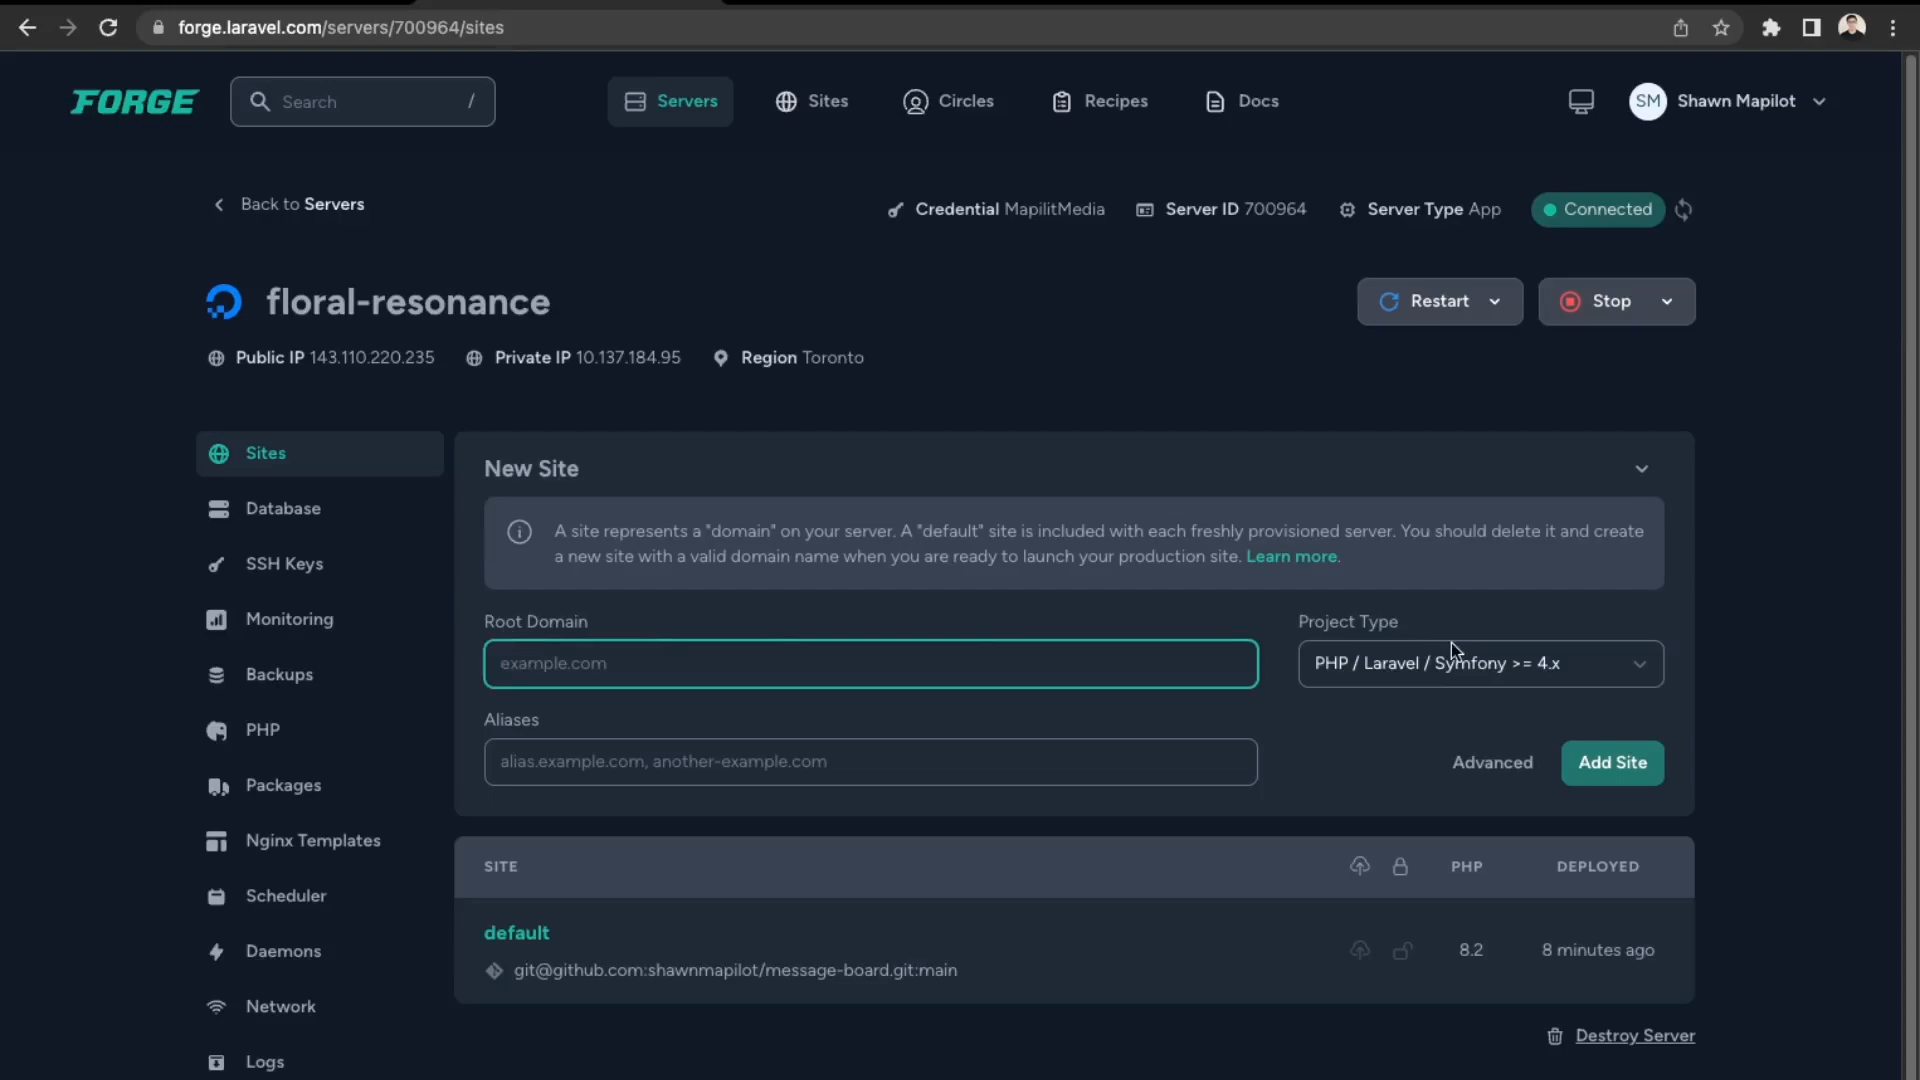 forge.laravel.com/servers/700964/sites
FORGE
Search /
Servers
Sites
Circles
Recipes
Docs
SM Shawn Mapilot
Back to Servers
Credential MapilitMedia
Server ID 700964
Server Type App
Connected
floral-resonance
Restart
Stop
Public IP 143.110.220.235
Private IP 10.137.184.95
Region Toronto
Sites
Database
SSH Keys
Monitoring
Backups
PHP
Packages
Nginx Templates
Scheduler
Daemons
Network
Logs
New Site
A site represents a "domain" on your server. A "default" site is included with each freshly provisioned server. You should delete it and create
a new site with a valid domain name when you are ready to launch your production site. Learn more.
Root Domain
example.com
Project Type
PHP / Laravel / Symfony >= 4.x
Aliases
alias.example.com, another-example.com
Advanced
Add Site
SITE
PHP
DEPLOYED
default
git@github.com:shawnmapilot/message-board.git:main
8.2
8 minutes ago
Destroy Server